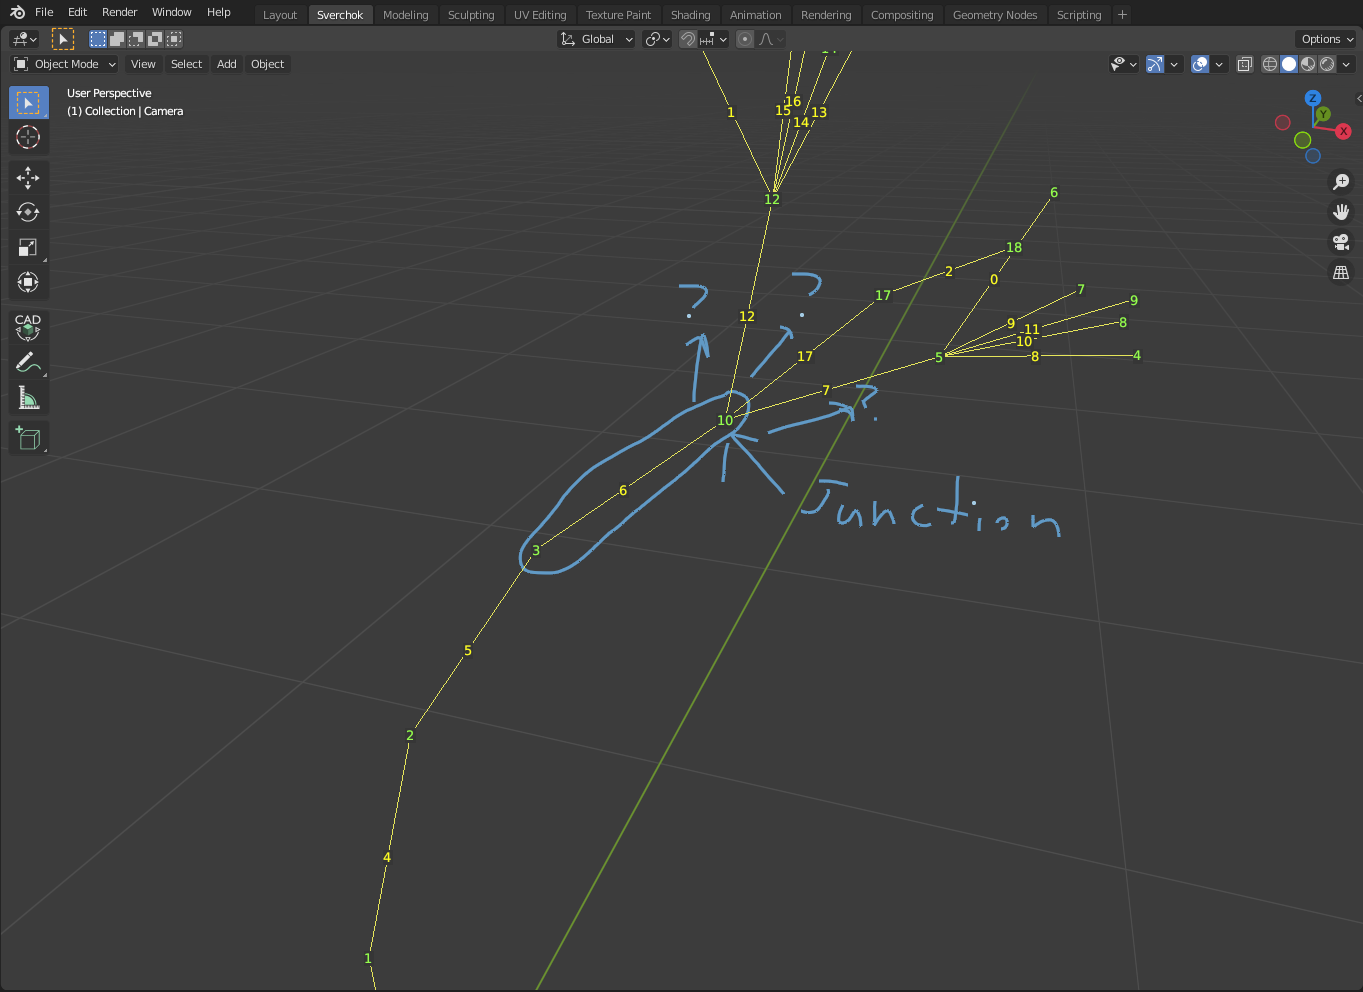 File Edit Render Window Help Layout Sverchok Modeling Sculpting UV Editing Texture Paint Shading Animation Rendering Compositing Geometry Nodes Scripting +
Global Options
Object Mode View Select Add Object
User Perspective
(1) Collection | Camera
Z
Y
X
CAD
16
15 1 13
14
12
6
18
2 0
? ? 17 7
9
12 9 11 8
10
17 5 8 4
7 ?
10
6
Junction
3
5
2
4
1